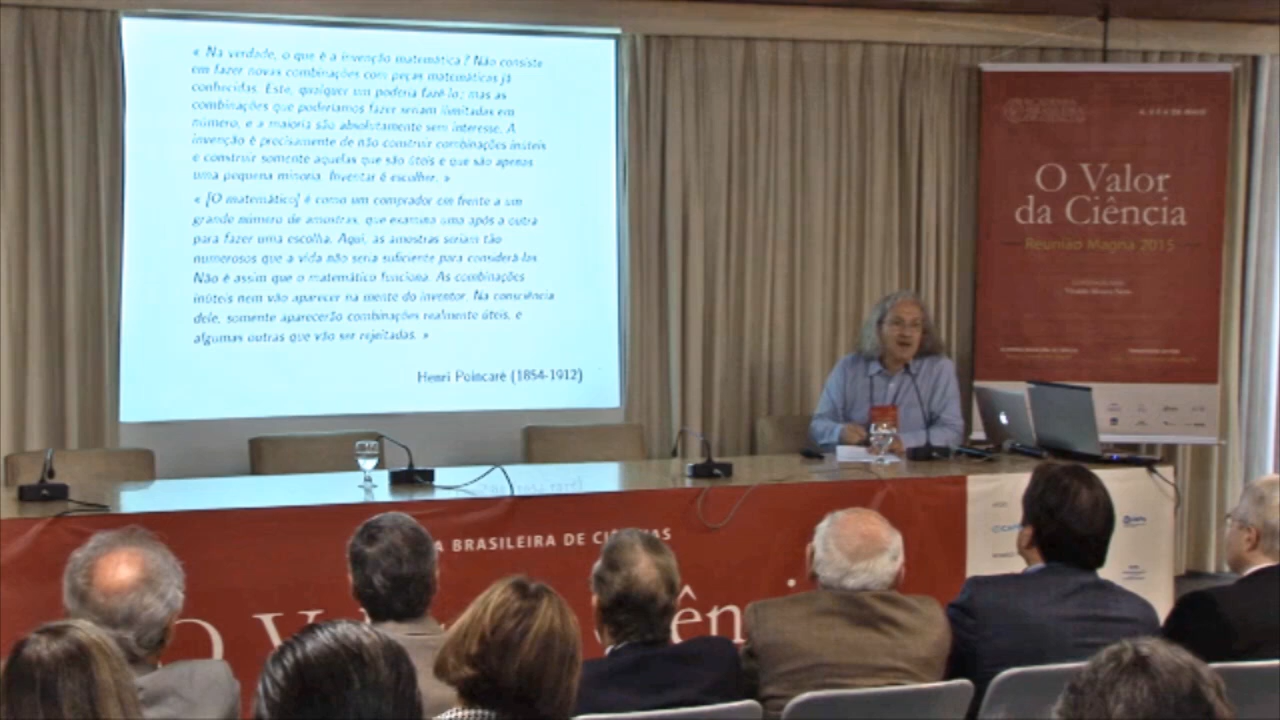 « Na verdade, o que é a invenção matemática ? Não consiste
em fazer novas combinações com peças matemáticas já
conhecidas. Este, qualquer um poderia fazê-lo; mas as
combinações que poderíamos fazer seriam ilimitadas em
número, e a maioria são absolutamente sem interesse. A
invenção é precisamente de não construir combinações inúteis
e construir somente aquelas que são úteis e que são apenas
uma pequena minoria. Inventar é escolher. »
« [O matemático] é como um comprador em frente a um
grande número de amostras, que examina uma após a outra
para fazer uma escolha. Aqui, as amostras seriam tão
numerosos que a vida não seria suficiente para considerá-las.
Não é assim que o matemático funciona. As combinações
inúteis nem vão aparecer na mente do inventor. Na consciência
dele, somente aparecerão combinações realmente úteis, e
algumas outras que vão ser rejeitadas. »
Henri Poincaré (1854-1912)
O Valor
da Ciência
Reunião Magna 2015
A BRASILEIRA DE CIÊNCIAS
O V Ciênci